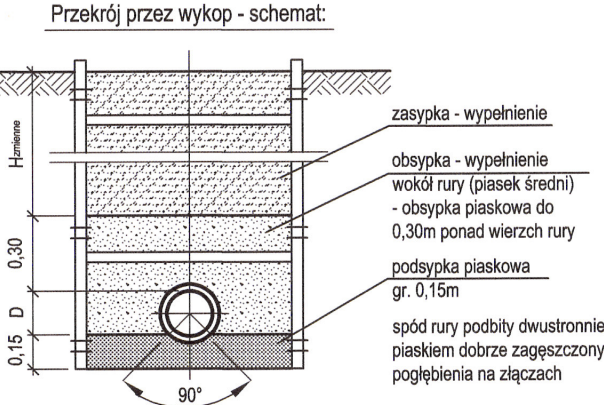 Przekrój przez wykop - schemat:
Hzmienne
0,30
D
0,15
90°
zasypka - wypełnienie
obsypka - wypełnienie
wokół rury (piasek średni)
- obsypka piaskowa do
0,30m ponad wierzch rury
podsypka piaskowa
gr. 0,15m
spód rury podbity dwustronnie
piaskiem dobrze zagęszczony
pogłębienia na złączach